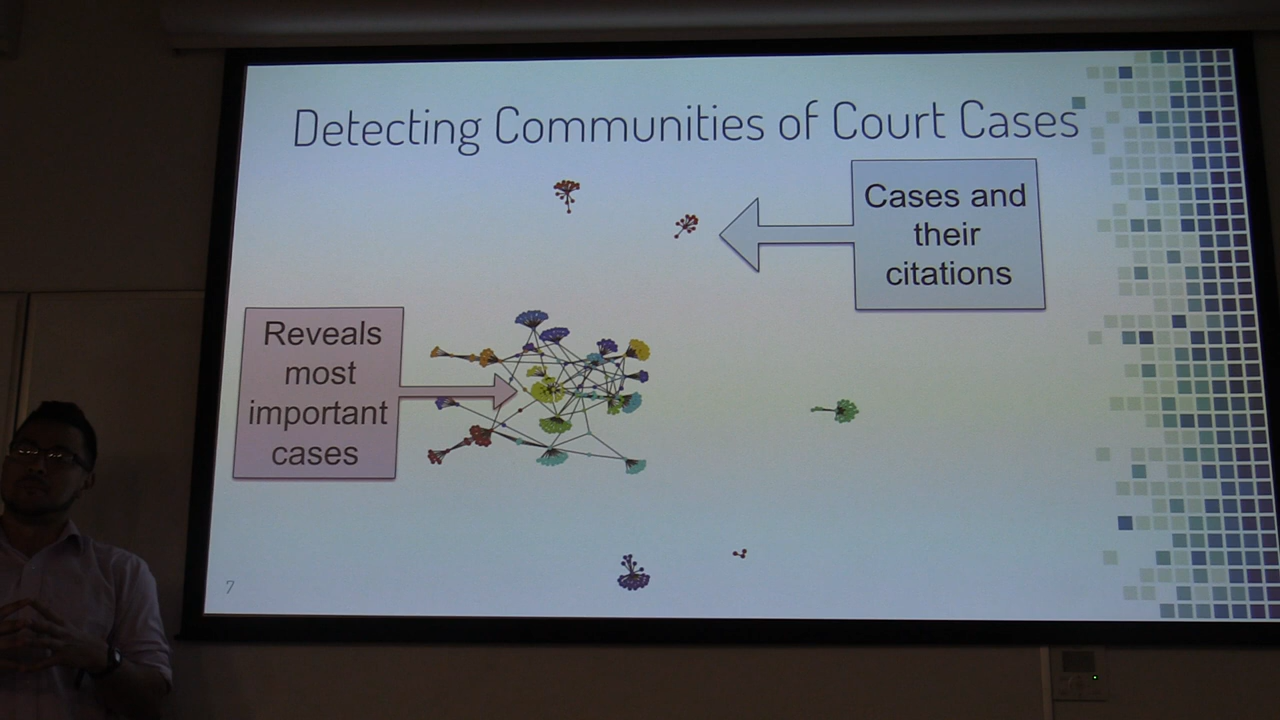 Detecting Communities of Court Cases
Cases and
their
citations
Reveals
most
important
cases
7